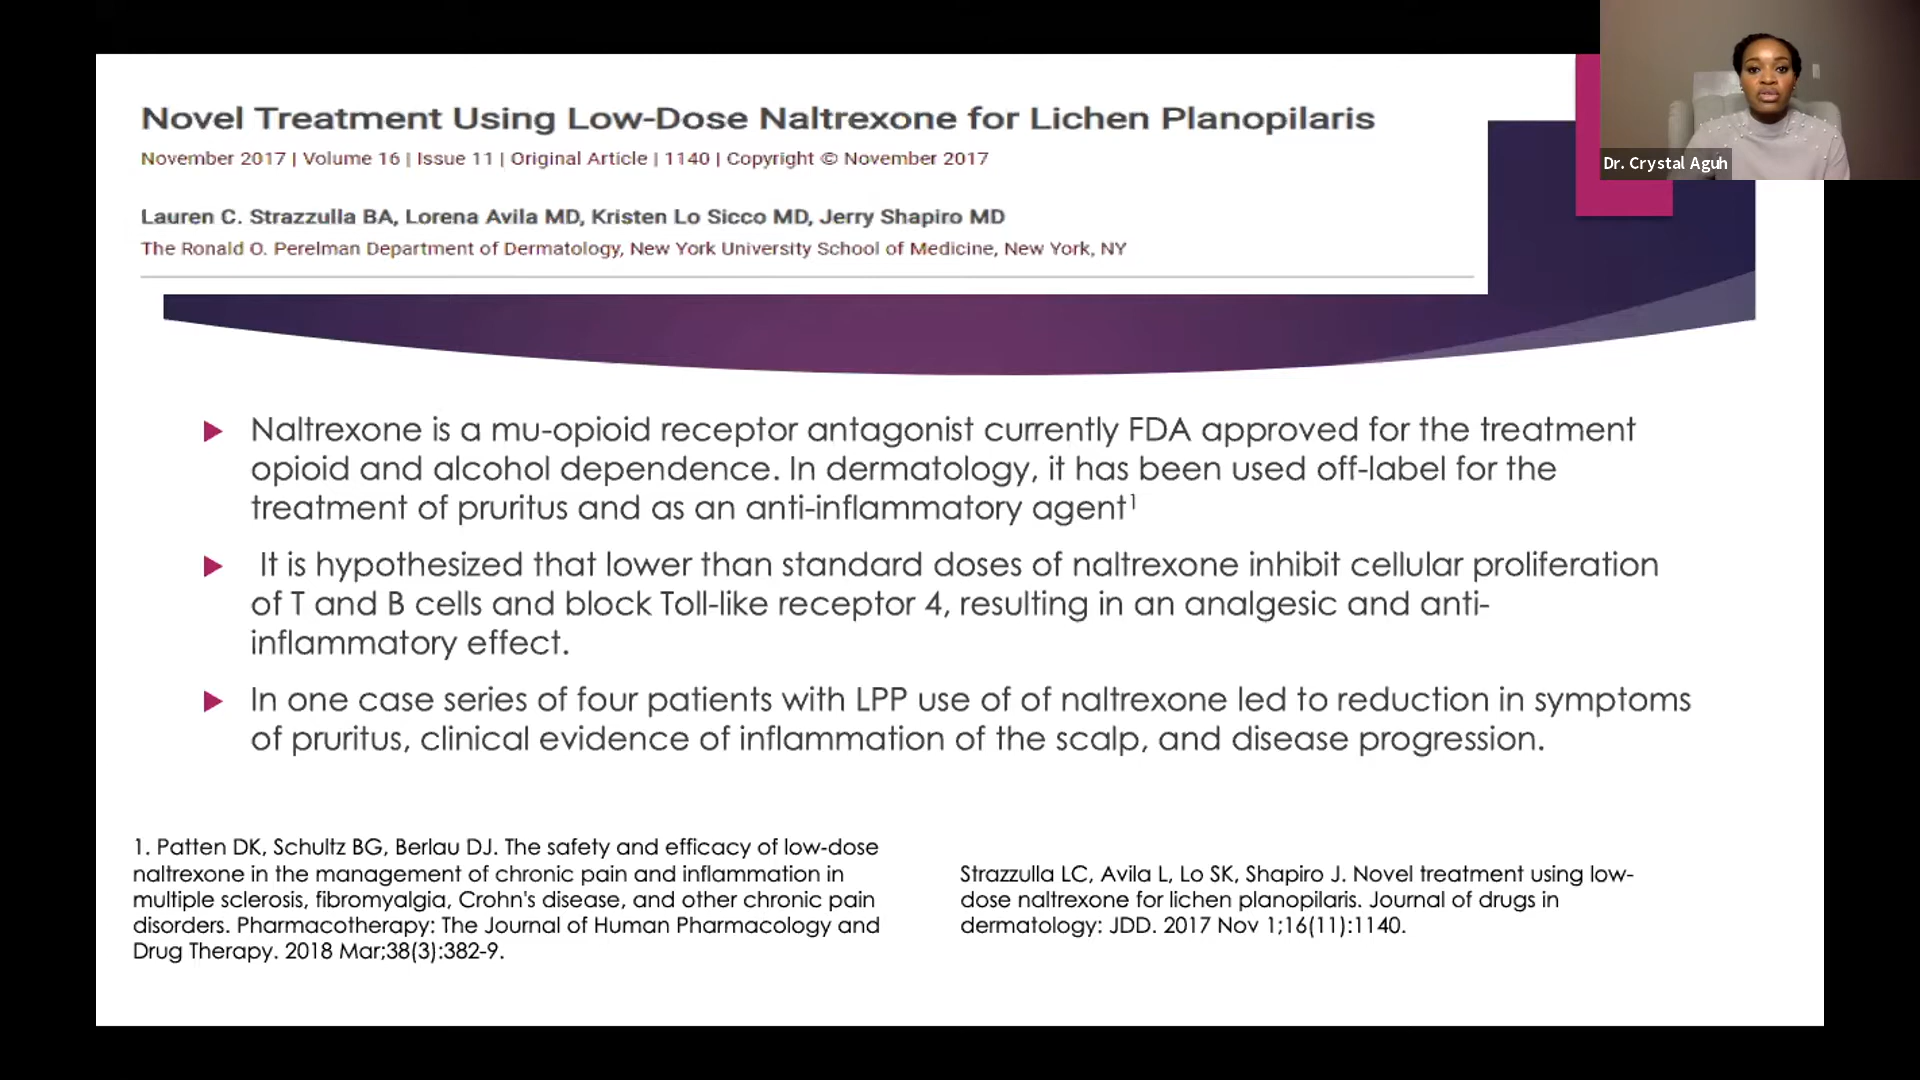 Novel Treatment Using Low-Dose Naltrexone for Lichen Planopilaris
November 2017 | Volume 16 | Issue 11 | Original Article | 1140 | Copyright © November 2017
Lauren C. Strazzulla BA, Lorena Avila MD, Kristen Lo Sicco MD, Jerry Shapiro MD
The Ronald O. Perelman Department of Dermatology, New York University School of Medicine, New York, NY
Dr. Crystal Aguh
Naltrexone is a mu-opioid receptor antagonist currently FDA approved for the treatment
opioid and alcohol dependence. In dermatology, it has been used off-label for the
treatment of pruritus and as an anti-inflammatory agent¹
It is hypothesized that lower than standard doses of naltrexone inhibit cellular proliferation
of T and B cells and block Toll-like receptor 4, resulting in an analgesic and anti-
inflammatory effect.
In one case series of four patients with LPP use of of naltrexone led to reduction in symptoms
of pruritus, clinical evidence of inflammation of the scalp, and disease progression.
1. Patten DK, Schultz BG, Berlau DJ. The safety and efficacy of low-dose
naltrexone in the management of chronic pain and inflammation in
multiple sclerosis, fibromyalgia, Crohn's disease, and other chronic pain
disorders. Pharmacotherapy: The Journal of Human Pharmacology and
Drug Therapy. 2018 Mar;38(3):382-9.
Strazzulla LC, Avila L, Lo SK, Shapiro J. Novel treatment using low-
dose naltrexone for lichen planopilaris. Journal of drugs in
dermatology: JDD. 2017 Nov 1;16(11):1140.